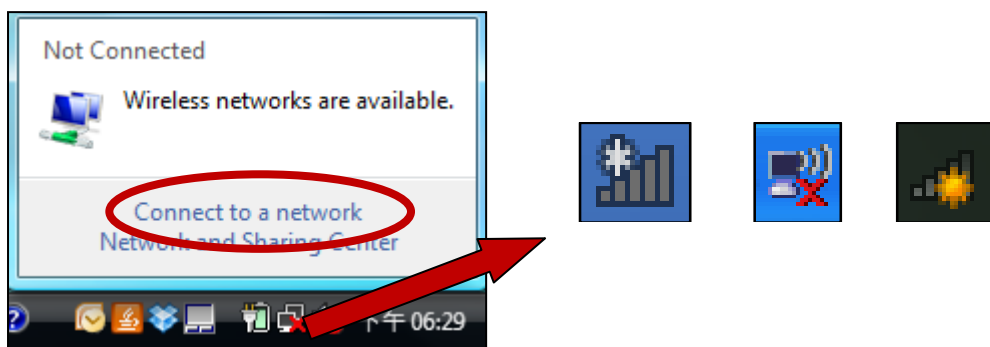 Not Connected
Wireless networks are available.
Connect to a network
Network and Sharing Center
下午 06:29